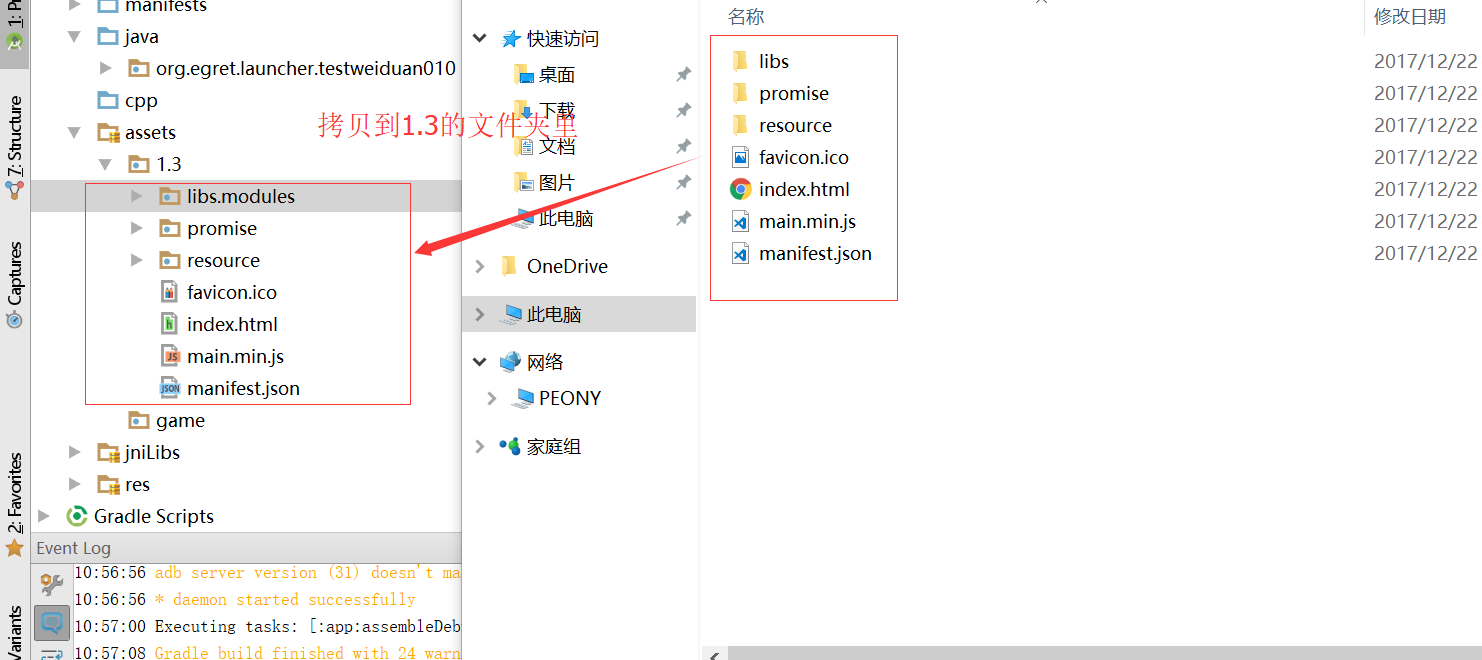 manifests
java
org.egret.launcher.testweiduan010
cpp
assets
1.3
libs.modules
promise
resource
favicon.ico
index.html
main.min.js
manifest.json
game
jniLibs
res
Gradle Scripts
1: P
7: Structure
Captures
2: Favorites
Variants
Event Log
10:56:56 adb server version (31) doesn't ma
10:56:56 * daemon started successfully
10:57:00 Executing tasks: [:app:assembleDeb
10:57:08 Gradle build finished with 24 warn
拷贝到1.3的文件夹里
快速访问
桌面
下载
文档
图片
此电脑
OneDrive
此电脑
网络
PEONY
家庭组
名称 修改日期
libs 2017/12/22
promise 2017/12/22
resource 2017/12/22
favicon.ico 2017/12/22
index.html 2017/12/22
main.min.js 2017/12/22
manifest.json 2017/12/22